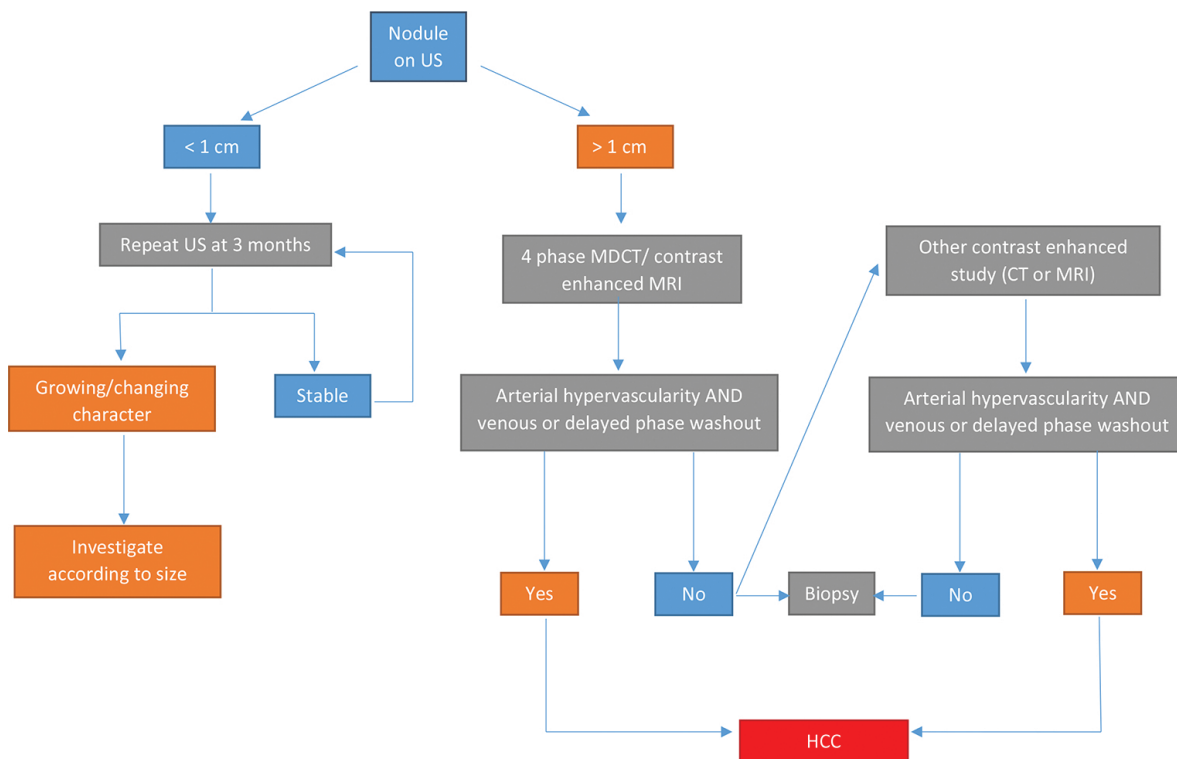 Nodule
on US
< 1 cm
> 1 cm
Repeat US at 3 months
4 phase MDCT/ contrast
enhanced MRI
Other contrast enhanced
study (CT or MRI)
Growing/changing
character
Stable
Arterial hypervascularity AND
venous or delayed phase washout
Arterial hypervascularity AND
venous or delayed phase washout
Investigate
according to size
Yes
No
Biopsy
No
Yes
HCC